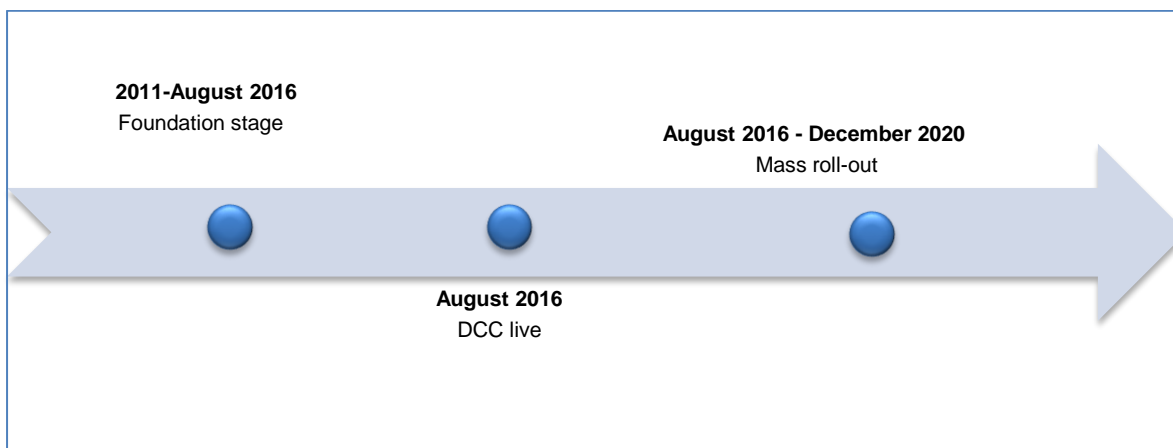 2011-August 2016
Foundation stage
August 2016 - December 2020
Mass roll-out
August 2016
DCC live